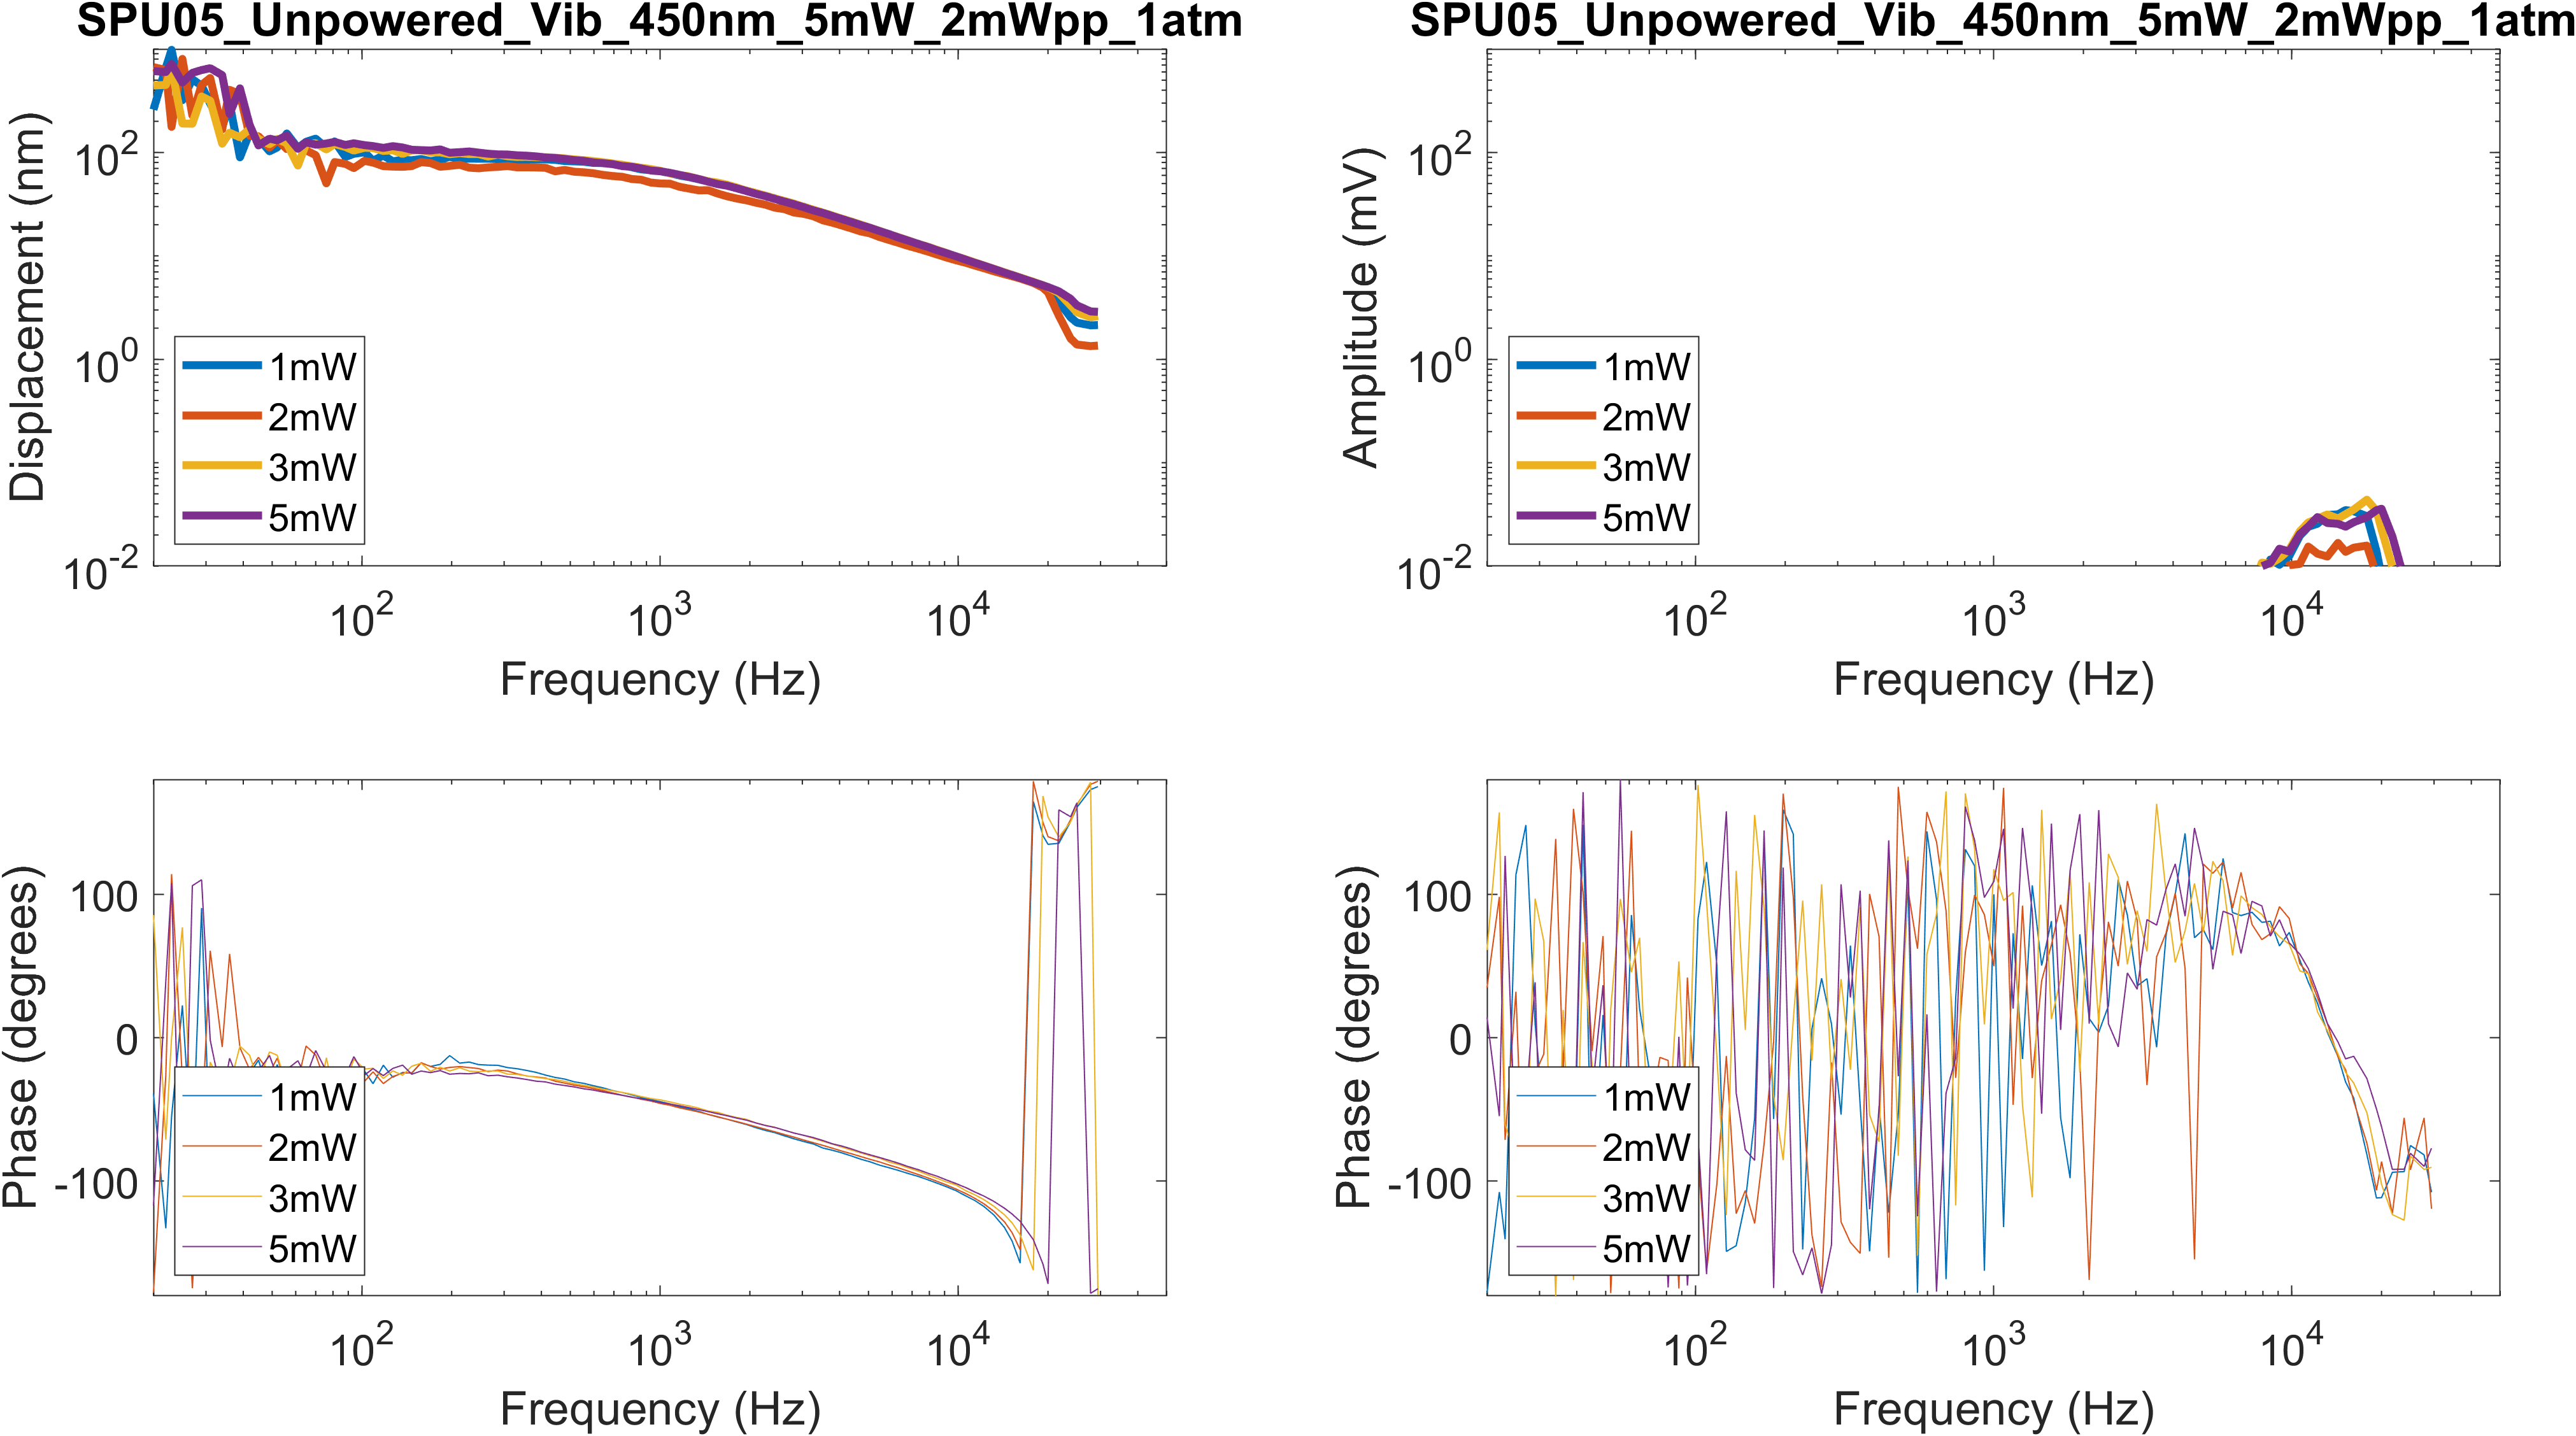 SPU05_Unpowered_Vib_450nm_5mW_2mWpp_1atm
Displacement (nm)
10^2
10^0
10^-2
1mW
2mW
3mW
5mW
10^2
10^3
10^4
Frequency (Hz)
SPU05_Unpowered_Vib_450nm_5mW_2mWpp_1atm
Amplitude (mV)
10^2
10^0
10^-2
1mW
2mW
3mW
5mW
10^2
10^3
10^4
Frequency (Hz)
Phase (degrees)
100
0
-100
1mW
2mW
3mW
5mW
10^2
10^3
10^4
Frequency (Hz)
Phase (degrees)
100
0
-100
1mW
2mW
3mW
5mW
10^2
10^3
10^4
Frequency (Hz)